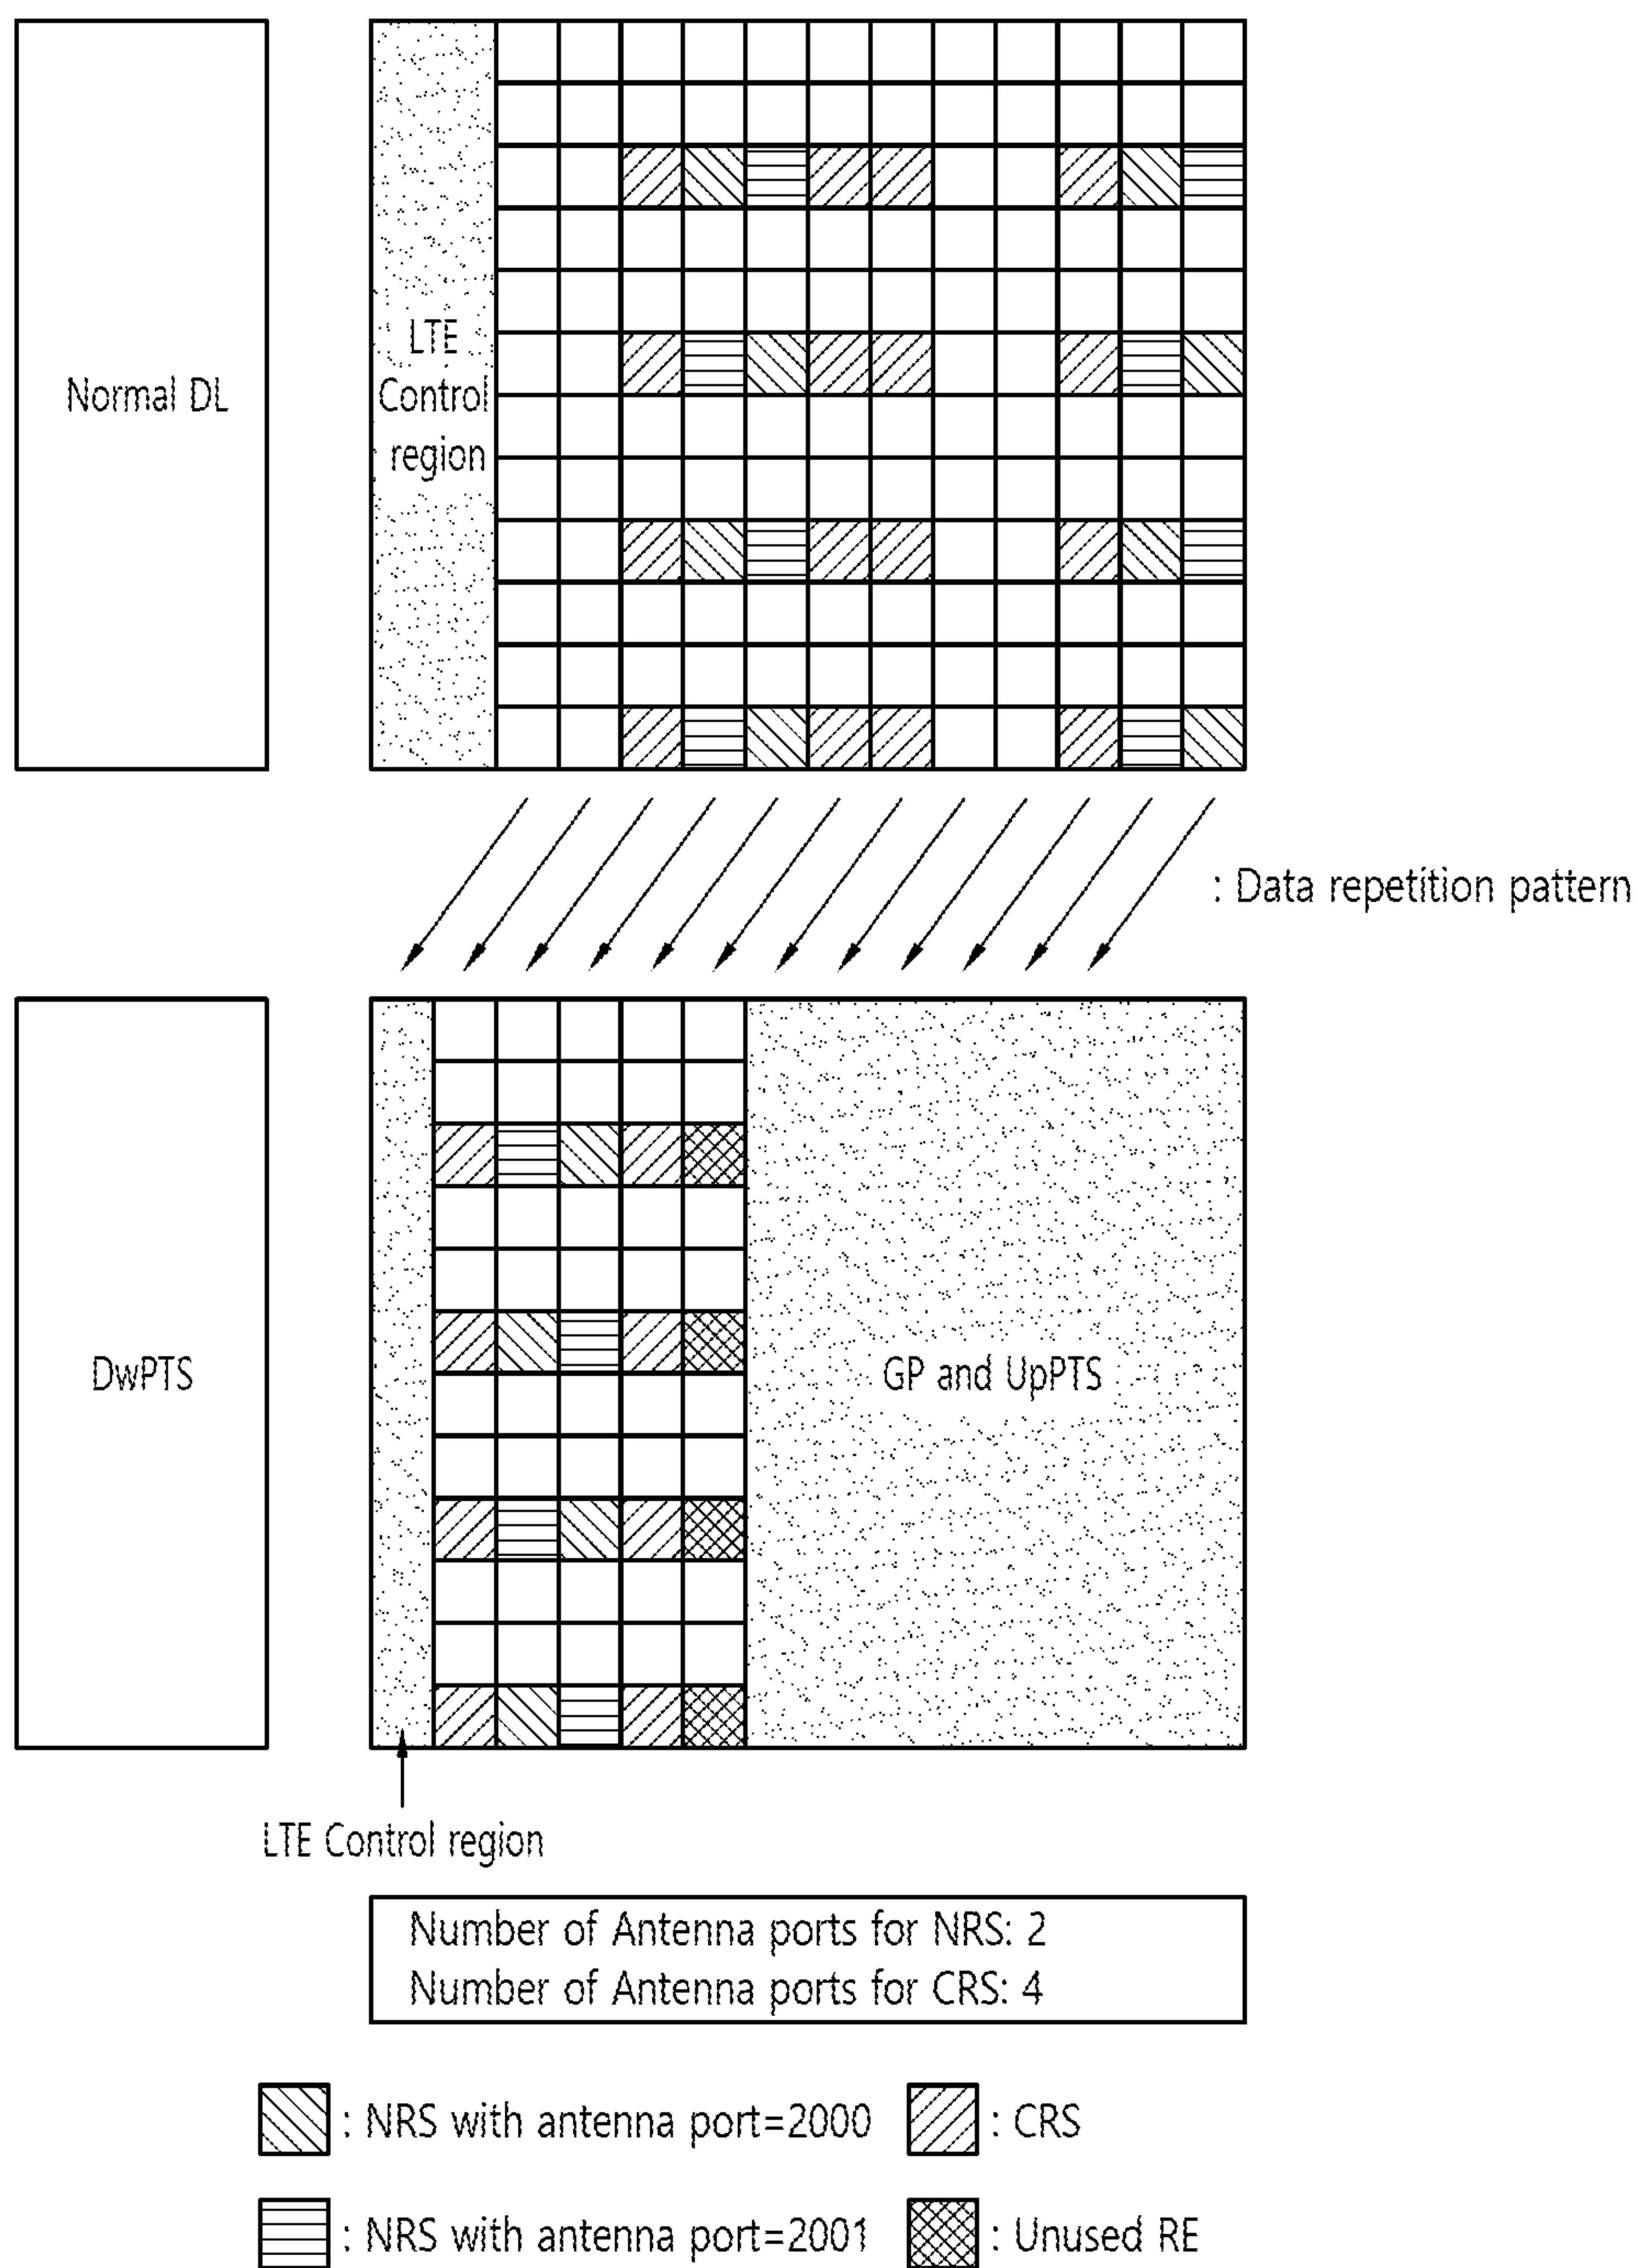 Normal DL
LTE
Control
region
: Data repetition pattern
DwPTS
GP and UpPTS
LTE Control region
Number of Antenna ports for NRS: 2
Number of Antenna ports for CRS: 4
: NRS with antenna port=2000
: CRS
: NRS with antenna port=2001
: Unused RE